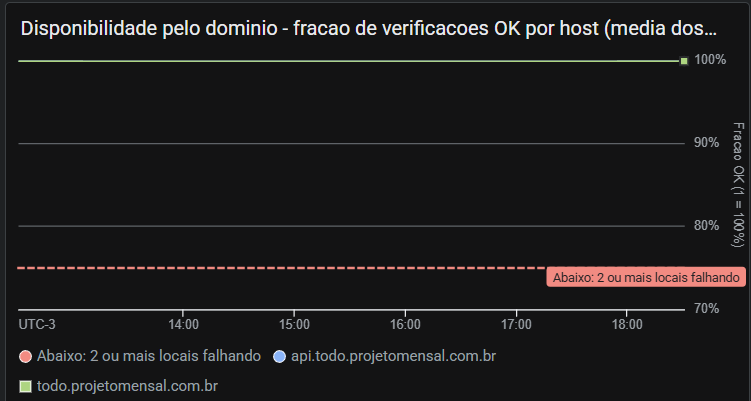 Disponibilidade pelo dominio - fracao de verificacoes OK por host (media dos...
100%
90%
80%
70%
Fracao OK (1 = 100%)
Abaixo: 2 ou mais locais falhando
UTC-3 14:00 15:00 16:00 17:00 18:00
Abaixo: 2 ou mais locais falhando api.todo.projetomensal.com.br
todo.projetomensal.com.br